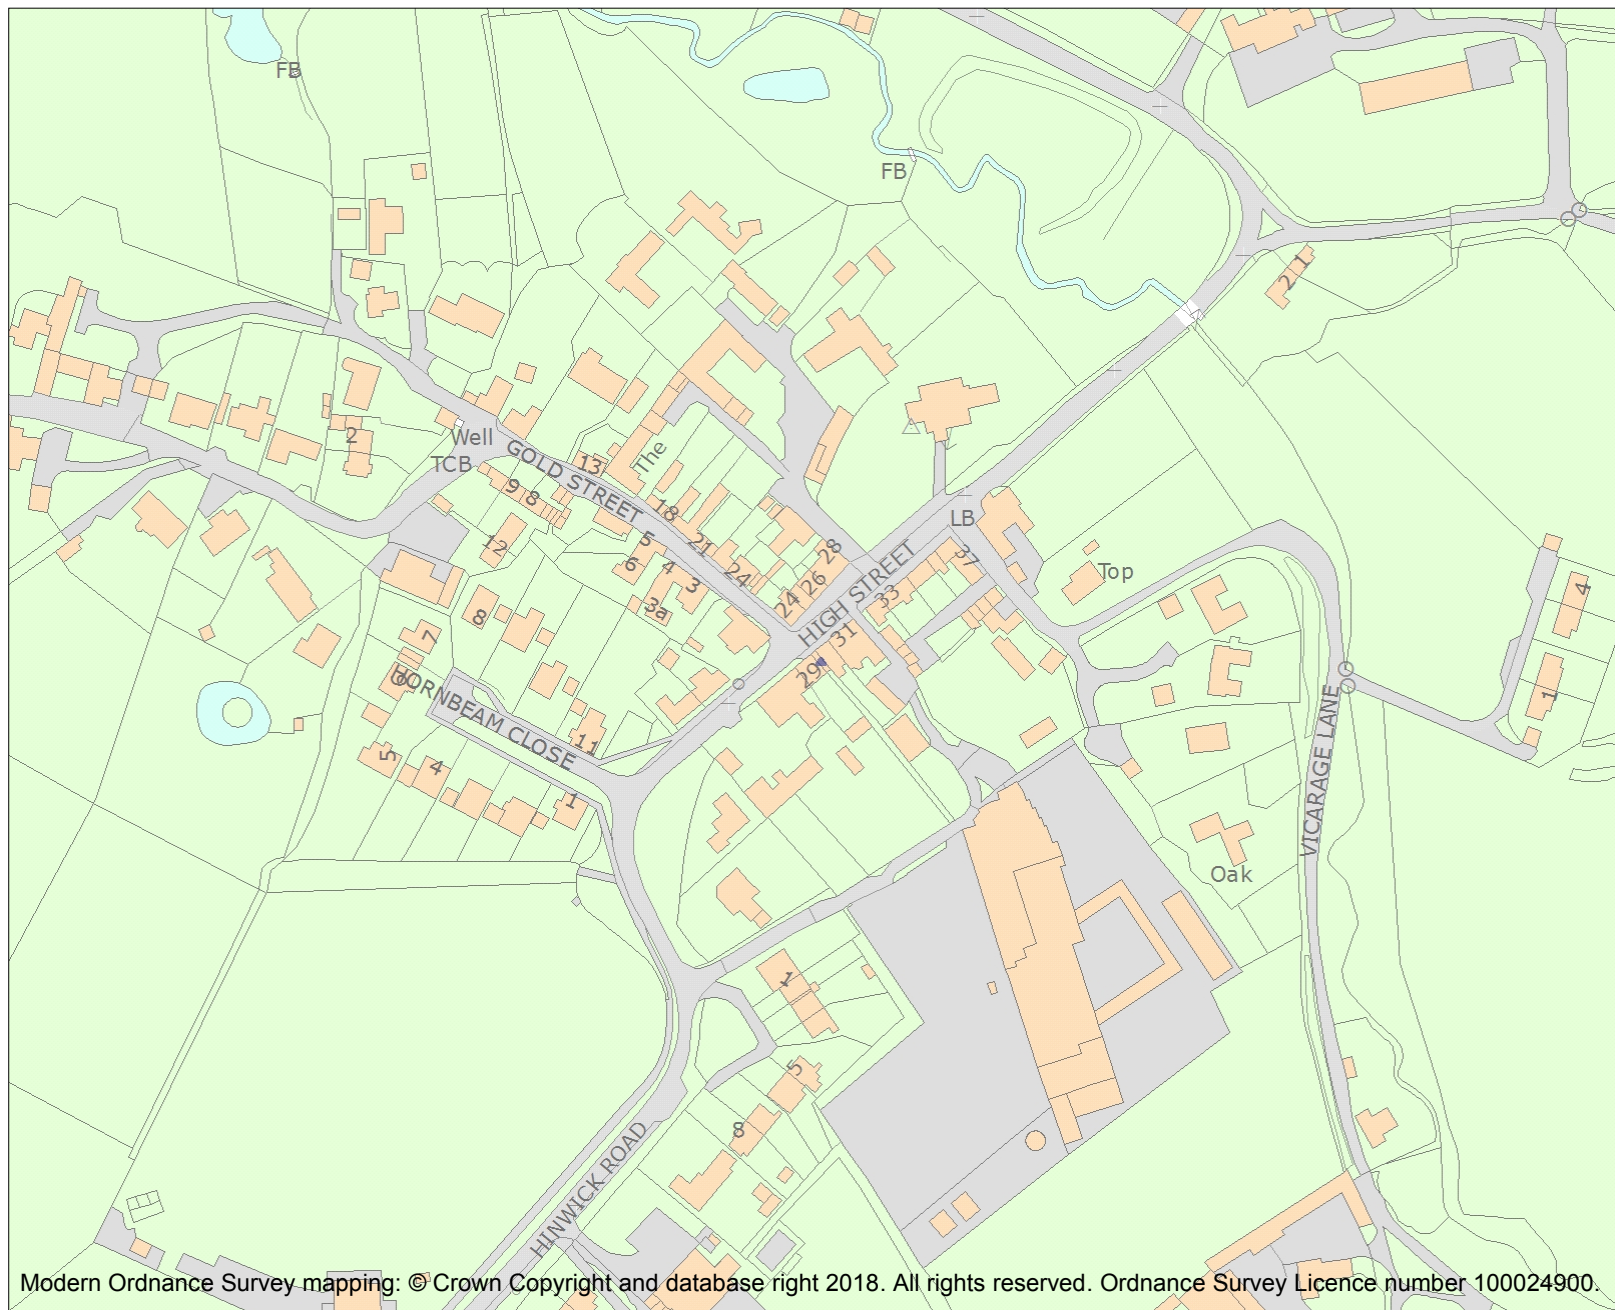 FB
FB
2 1
2
Well
TCB
GOLD STREET
13
The
9
8
18
12
5
21
6
4
24
3
3a
24
26
28
HIGH STREET
LB
37
33
31
29
Top
4
1
8
7
6
HORNBEAM CLOSE
11
5
4
1
VICARAGE LANE
Oak
1
5
8
HINWICK ROAD
Modern Ordnance Survey mapping: © Crown Copyright and database right 2018. All rights reserved. Ordnance Survey Licence number 100024900.